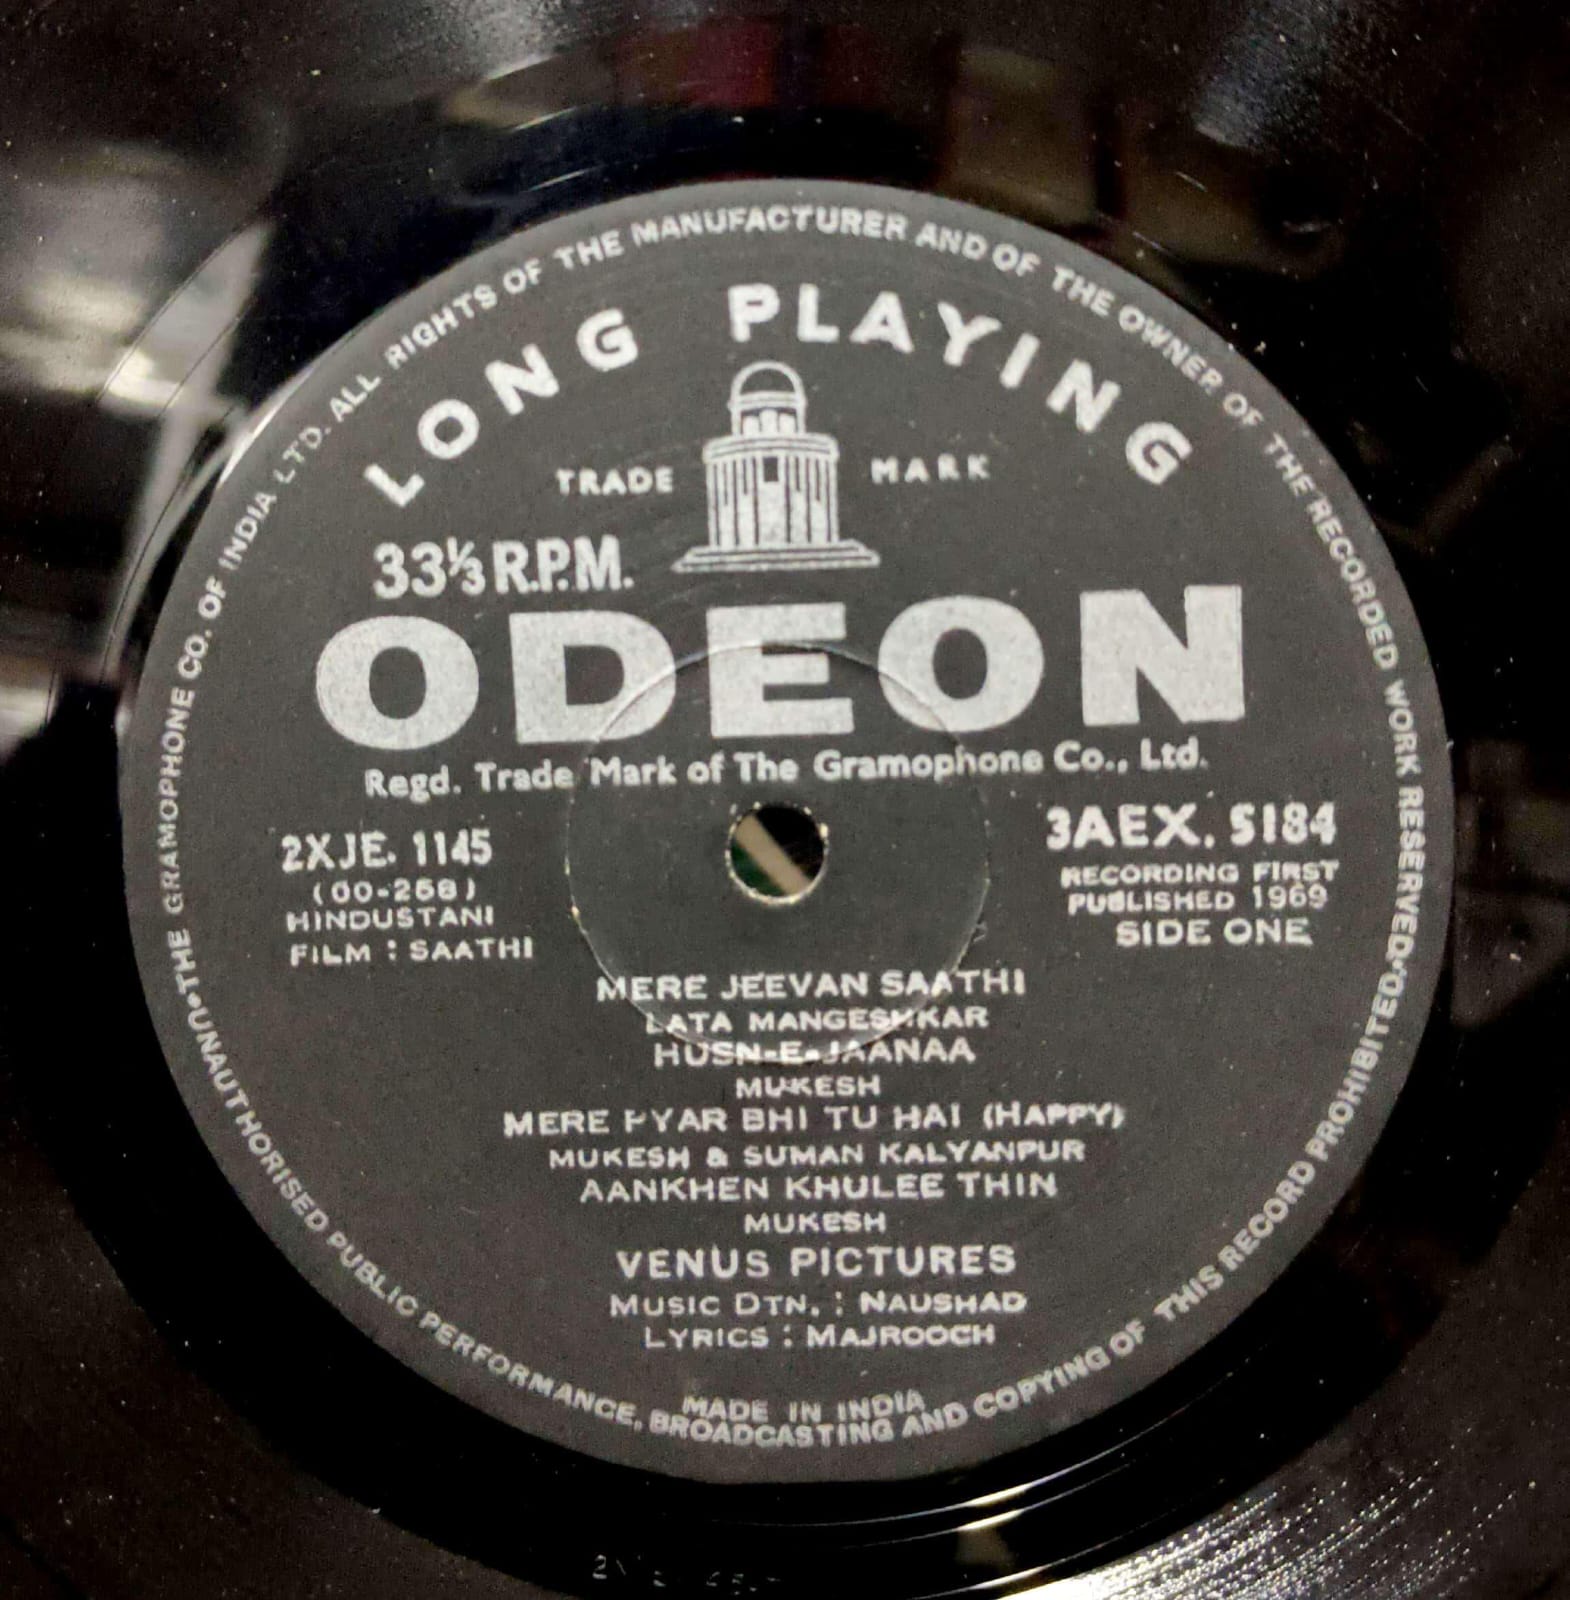 THE GRAMOPHONE CO. OF INDIA LTD. ALL RIGHTS OF THE MANUFACTURER AND OF THE OWNER OF THE RECORDED WORK RESERVED
UNAUTHORISED PUBLIC PERFORMANCE, BROADCASTING AND COPYING OF THIS RECORD PROHIBITED
LONG PLAYING
TRADE MARK
33⅓ R.P.M.
ODEON
Regd. Trade Mark of The Gramophone Co., Ltd.
2XJE. 1145
(OO-258)
HINDUSTANI
FILM : SAATHI
3AEX. 5184
RECORDING FIRST
PUBLISHED 1969
SIDE ONE
MERE JEEVAN SAATHI
LATA MANGESHKAR
HUSN-E-JAANAA
MUKESH
MERE PYAR BHI TU HAI (HAPPY)
MUKESH & SUMAN KALYANPUR
AANKHEN KHULEE THIN
MUKESH
VENUS PICTURES
MUSIC DTN. : NAUSHAD
LYRICS : MAJROOCH
MADE IN INDIA